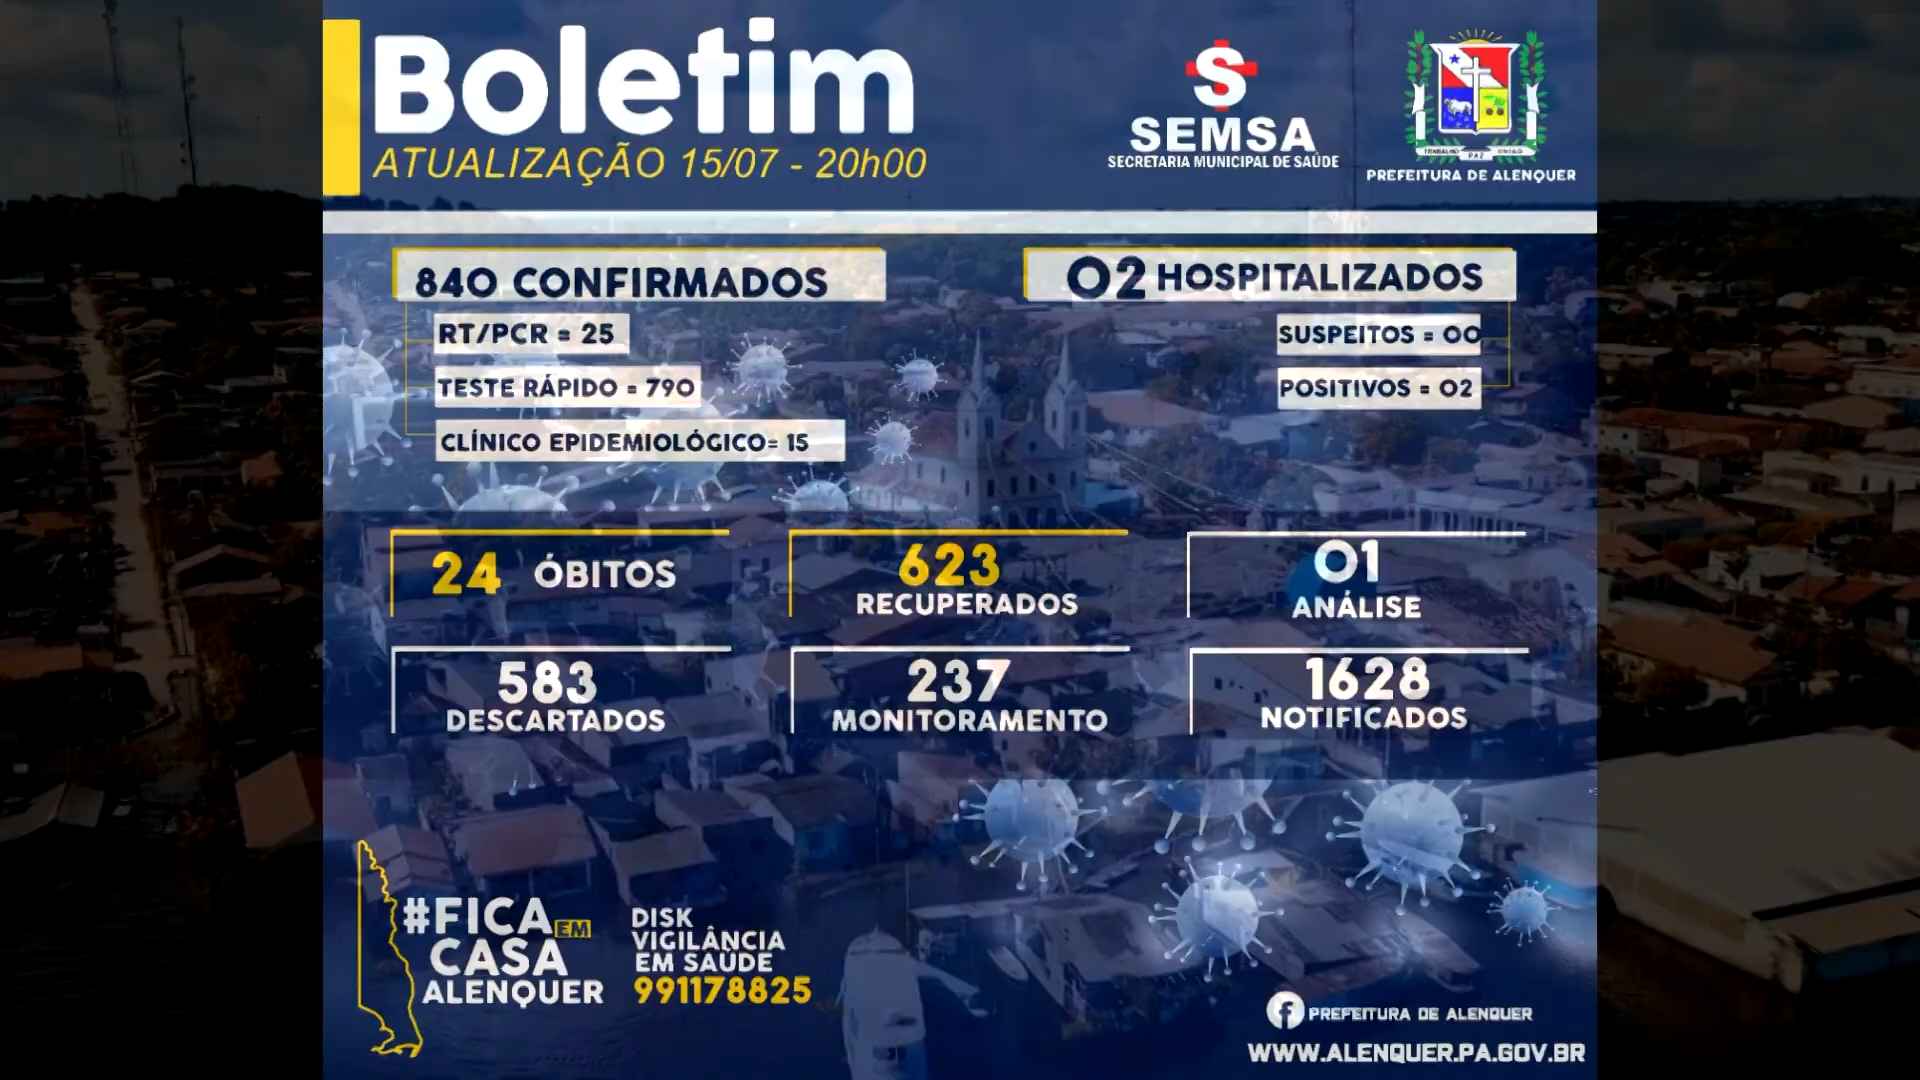 Boletim
ATUALIZAÇÃO 15/07 - 20h00
SEMSA
SECRETARIA MUNICIPAL DE SAÚDE
TRABALHO PAZ UNIÃO
PREFEITURA DE ALENQUER
840 CONFIRMADOS
RT/PCR = 25
TESTE RÁPIDO = 790
CLÍNICO EPIDEMIOLÓGICO= 15
02 HOSPITALIZADOS
SUSPEITOS = 00
POSITIVOS = 02
24 ÓBITOS
623
RECUPERADOS
01
ANÁLISE
583
DESCARTADOS
237
MONITORAMENTO
1628
NOTIFICADOS
#FICA EM
CASA
ALENQUER
DISK
VIGILÂNCIA
EM SAÚDE
991178825
PREFEITURA DE ALENQUER
WWW.ALENQUER.PA.GOV.BR